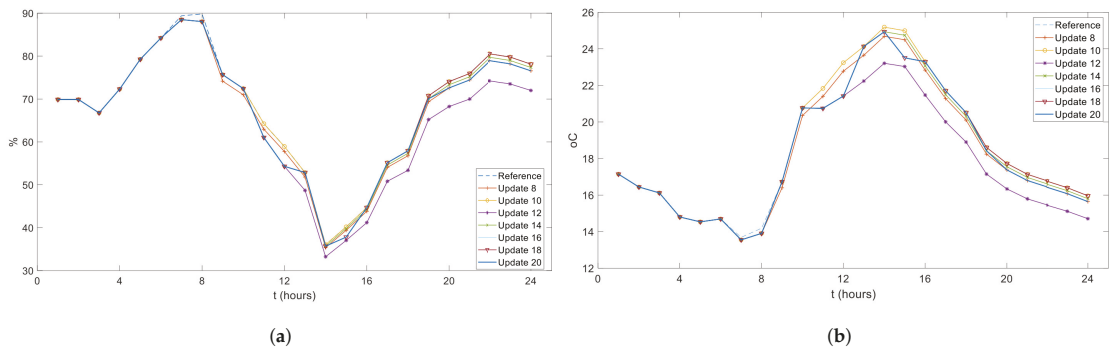 90
80
70
60
50
40
30
%
0
4
8
12
16
20
24
t (hours)
Reference
Update 8
Update 10
Update 12
Update 14
Update 16
Update 18
Update 20
(a)
26
24
22
20
18
16
14
12
oC
0
4
8
12
16
20
24
t (hours)
Reference
Update 8
Update 10
Update 12
Update 14
Update 16
Update 18
Update 20
(b)